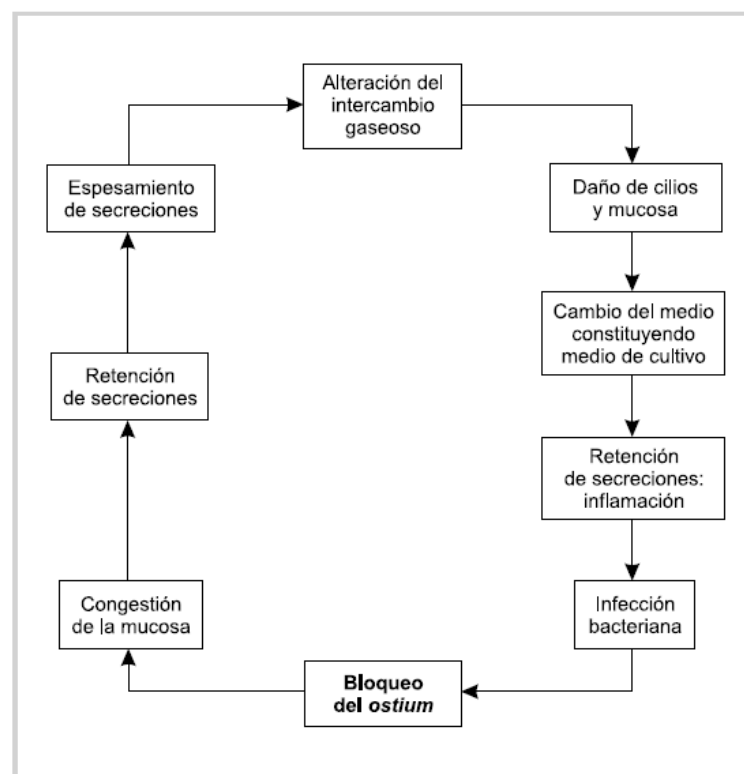 Alteración del
intercambio
gaseoso
Espesamiento
de secreciones
Daño de cilios
y mucosa
Cambio del medio
constituyendo
medio de cultivo
Retención
de secreciones
Retención
de secreciones:
inflamación
Congestión
de la mucosa
Infección
bacteriana
Bloqueo
del ostium